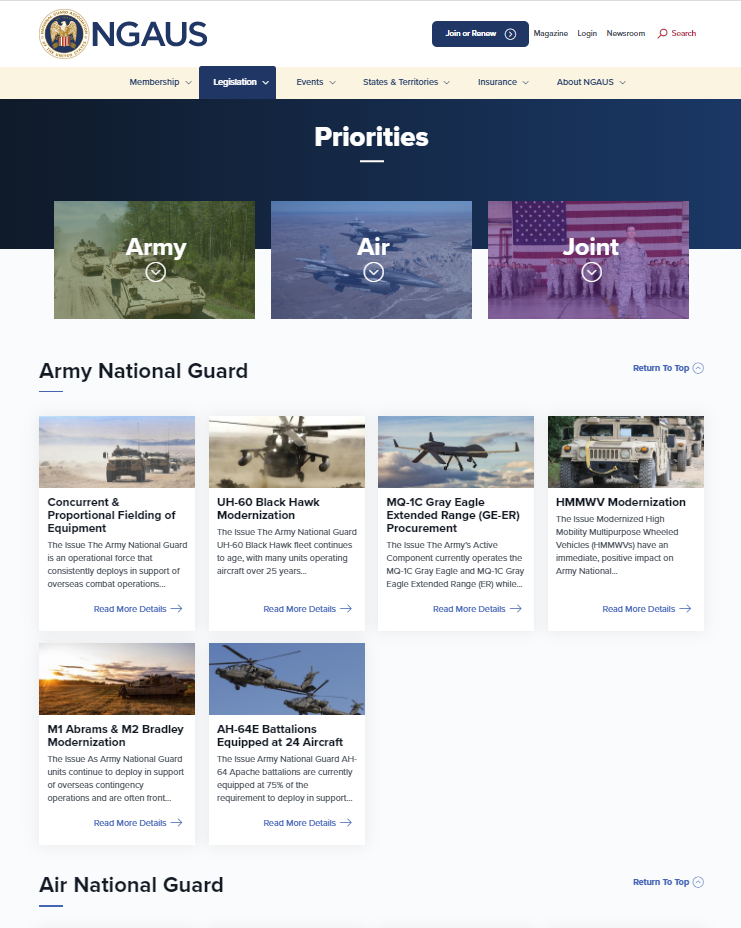 NGAUS
Join or Renew
Magazine
Login
Newsroom
Search
Membership
Legislation
Events
States & Territories
Insurance
About NGAUS
Priorities
Army
Air
Joint
Army National Guard
Return To Top
Concurrent &
Proportional Fielding of
Equipment
The Issue The Army National Guard
is an operational force that
consistently deploys in support of
overseas combat operations...
Read More Details
UH-60 Black Hawk
Modernization
The Issue The Army National Guard
UH-60 Black Hawk fleet continues
to age, with many units operating
aircraft over 25 years...
Read More Details
MQ-1C Gray Eagle
Extended Range (GE-ER)
Procurement
The Issue The Army's Active
Component currently operates the
MQ-1C Gray Eagle and MQ-1C Gray
Eagle Extended Range (ER) while...
Read More Details
HMMWV Modernization
The Issue Modernized High
Mobility Multipurpose Wheeled
Vehicles (HMMWVs) have an
immediate, positive impact on
Army National...
Read More Details
M1 Abrams & M2 Bradley
Modernization
The Issue As Army National Guard
units continue to deploy in support
of overseas contingency
operations and are often front...
Read More Details
AH-64E Battalions
Equipped at 24 Aircraft
The Issue Army National Guard AH-
64 Apache battalions are currently
equipped at 75% of the
requirement to deploy in support...
Read More Details
Air National Guard
Return To Top